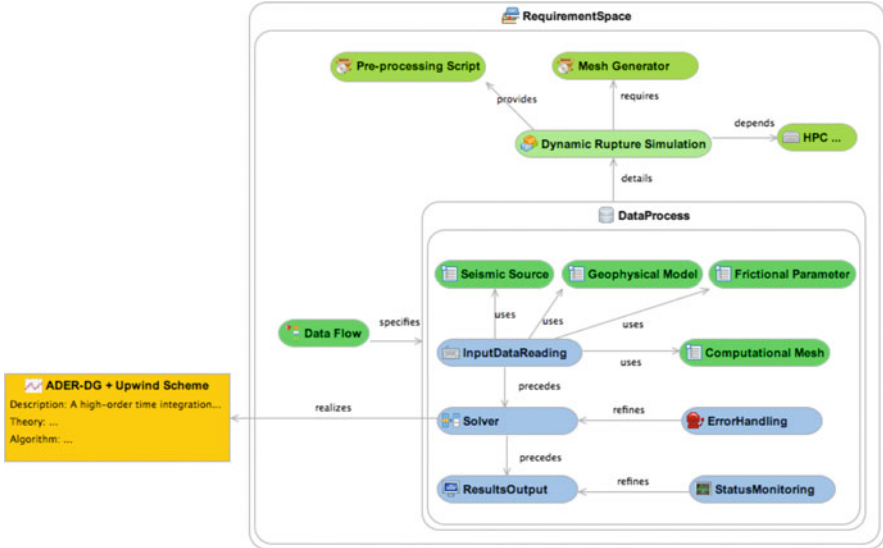 RequirementSpace
Pre-processing Script
Mesh Generator
provides
requires
depends
Dynamic Rupture Simulation
HPC ...
details
DataProcess
Seismic Source
Geophysical Model
Frictional Parameter
specifies
uses
uses
uses
Data Flow
InputDataReading
Computational Mesh
uses
ADER-DG + Upwind Scheme
Description: A high-order time integration...
Theory: ...
Algorithm: ...
precedes
realizes
refines
Solver
ErrorHandling
precedes
refines
ResultsOutput
StatusMonitoring